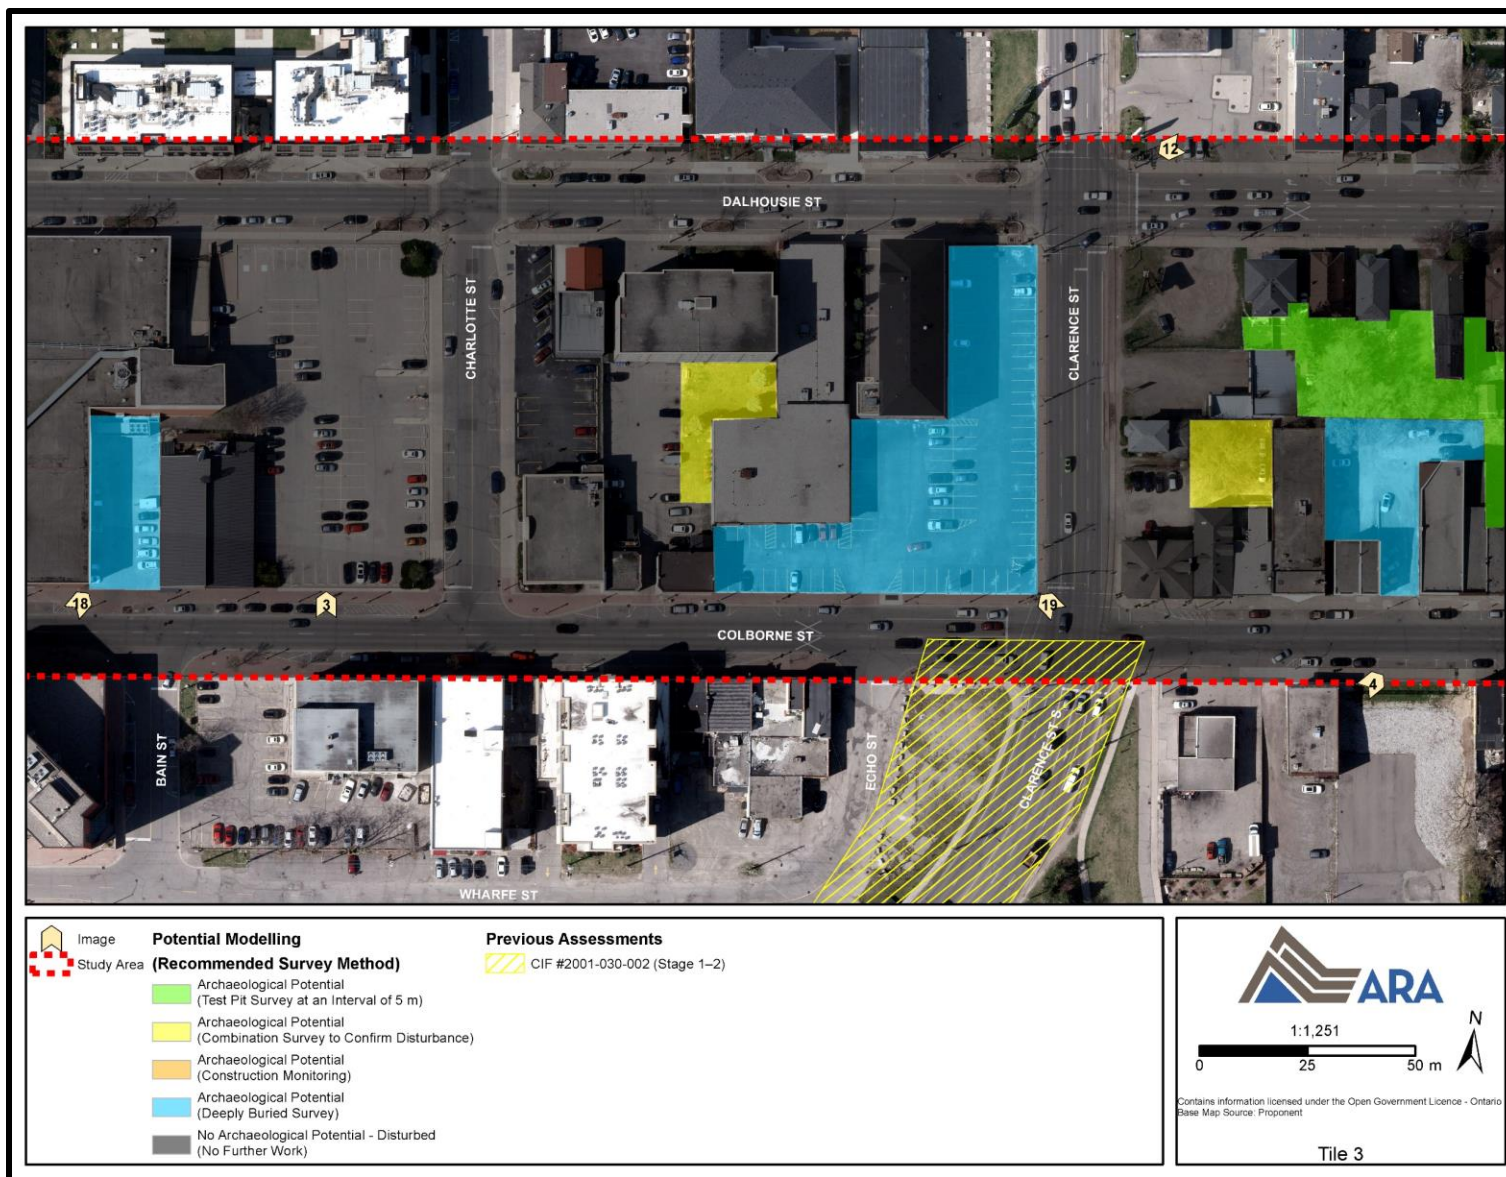 12
DALHOUSIE ST
CHARLOTTE ST
CLARENCE ST
18
3
19
COLBORNE ST
4
BAIN ST
ECHO ST
CLARENCE ST S
WHARFE ST
Image
Study Area
Potential Modelling
(Recommended Survey Method)
Archaeological Potential
(Test Pit Survey at an Interval of 5 m)
Archaeological Potential
(Combination Survey to Confirm Disturbance)
Archaeological Potential
(Construction Monitoring)
Archaeological Potential
(Deeply Buried Survey)
No Archaeological Potential - Disturbed
(No Further Work)
Previous Assessments
CIF #2001-030-002 (Stage 1–2)
ARA
1:1,251
N
0 25 50 m
Contains information licensed under the Open Government Licence - Ontario
Base Map Source: Proponent
Tile 3